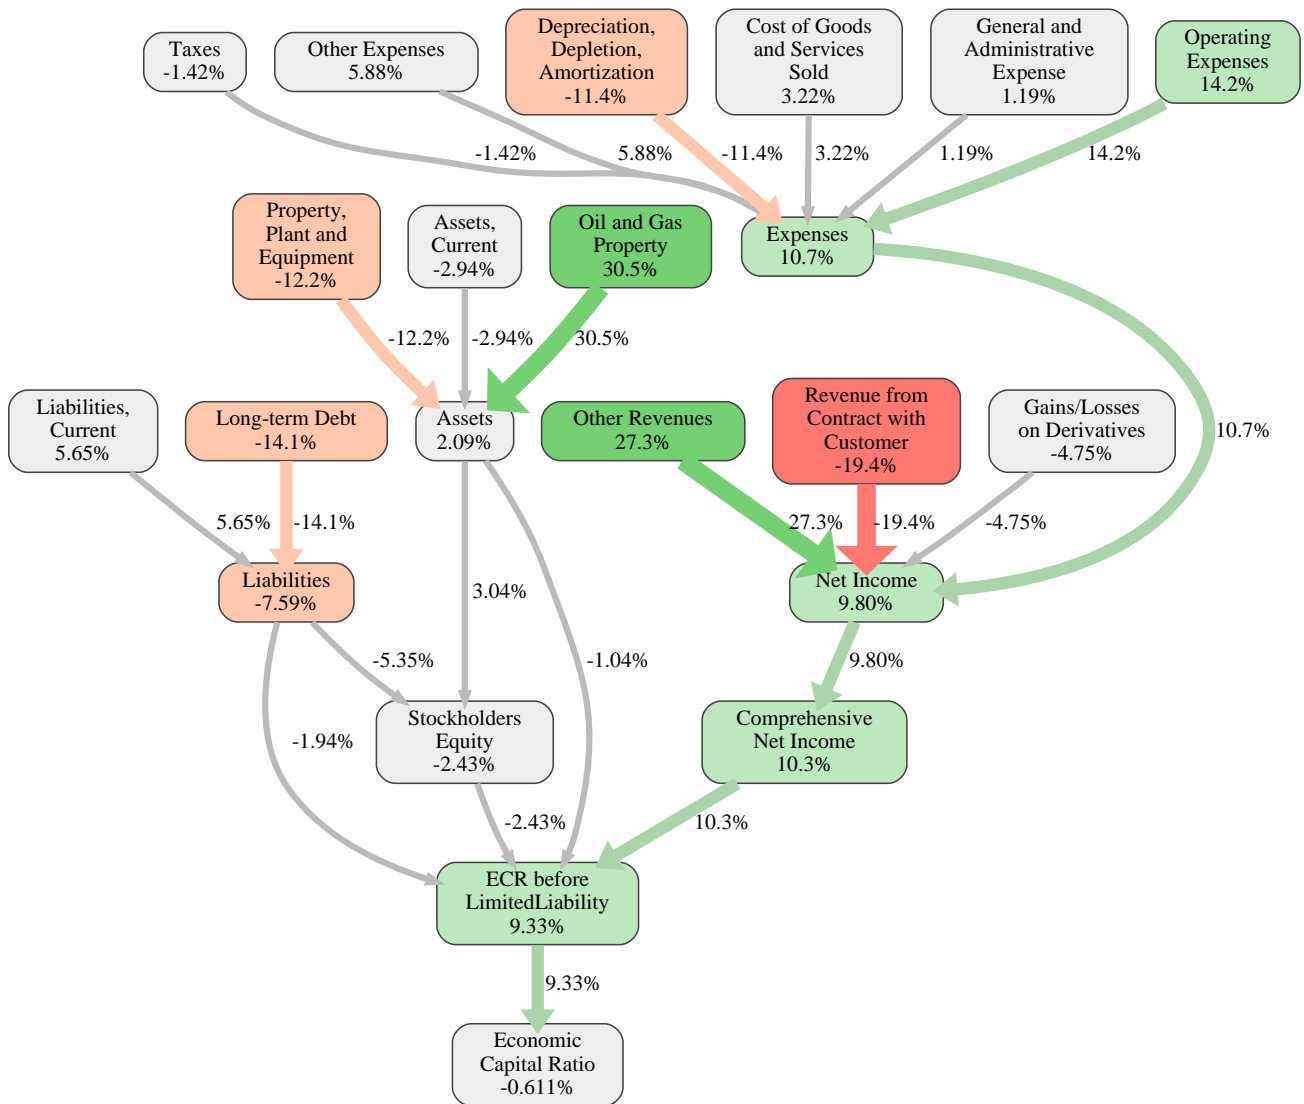 Taxes
-1.42%
Other Expenses
5.88%
Depreciation,
Depletion,
Amortization
-11.4%
Cost of Goods
and Services
Sold
3.22%
General and
Administrative
Expense
1.19%
Operating
Expenses
14.2%
-1.42%
5.88%
-11.4%
3.22%
1.19%
14.2%
Property,
Plant and
Equipment
-12.2%
Assets,
Current
-2.94%
Oil and Gas
Property
30.5%
Expenses
10.7%
-12.2%
-2.94%
30.5%
Liabilities,
Current
5.65%
Long-term Debt
-14.1%
Assets
2.09%
Other Revenues
27.3%
Revenue from
Contract with
Customer
-19.4%
Gains/Losses
on Derivatives
-4.75%
10.7%
5.65%
-14.1%
27.3%
-19.4%
-4.75%
Liabilities
-7.59%
3.04%
Net Income
9.80%
-5.35%
-1.04%
9.80%
-1.94%
Stockholders
Equity
-2.43%
Comprehensive
Net Income
10.3%
-2.43%
10.3%
ECR before
LimitedLiability
9.33%
9.33%
Economic
Capital Ratio
-0.611%